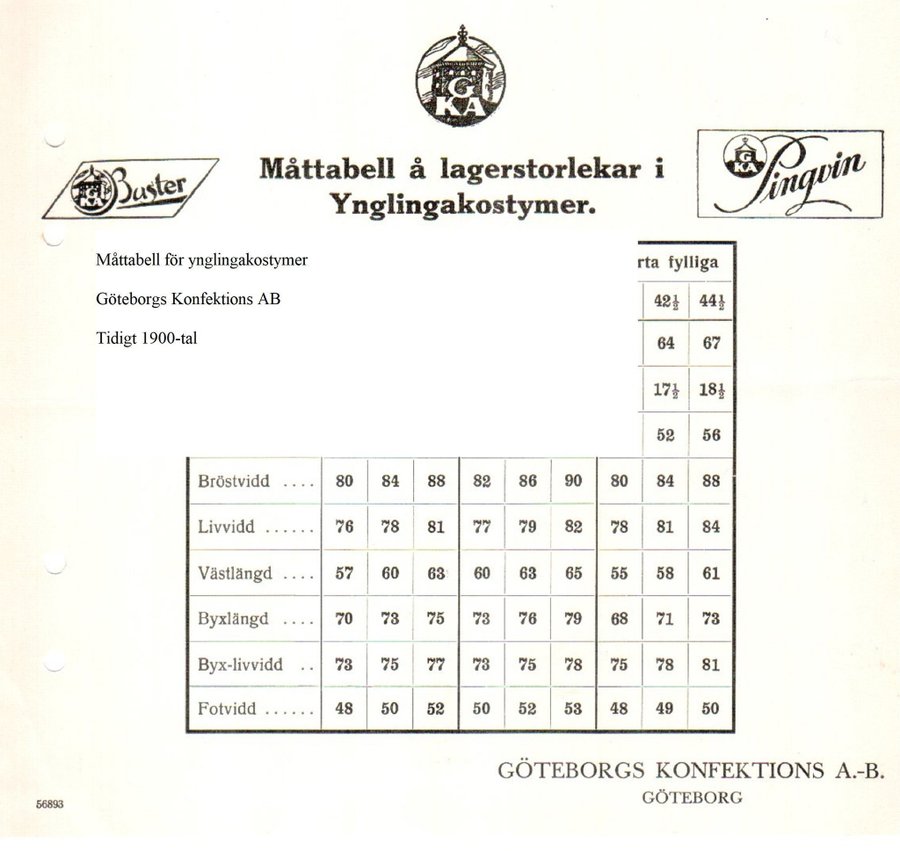 GKA
GKA Buster
Måttabell å lagerstorlekar i
Ynglingakostymer.
GKA Pingvin
Måttabell för ynglingakostymer
Göteborgs Konfektions AB
Tidigt 1900-tal
rta fylliga
42½ 44½
64 67
17½ 18½
52 56
Bröstvidd .... 80 84 88 82 86 90 80 84 88
Livvidd ...... 76 78 81 77 79 82 78 81 84
Västlängd .... 57 60 63 60 63 65 55 58 61
Byxlängd .... 70 73 75 73 76 79 68 71 73
Byx-livvidd .. 73 75 77 73 75 78 75 78 81
Fotvidd ...... 48 50 52 50 52 53 48 49 50
GÖTEBORGS KONFEKTIONS A.-B.
GÖTEBORG
56893